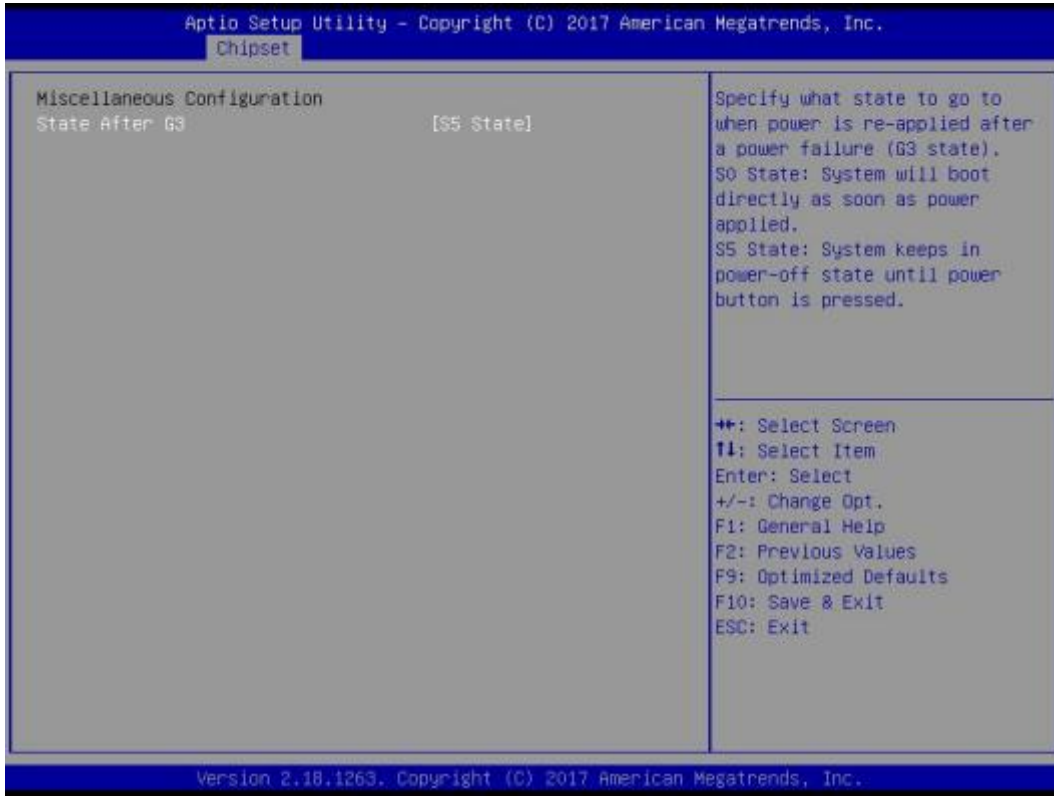 Aptio Setup Utility – Copyright (C) 2017 American Megatrends, Inc.
Chipset
Miscellaneous Configuration
State After G3 [S5 State]
Specify what state to go to
when power is re-applied after
a power failure (G3 state).
S0 State: System will boot
directly as soon as power
applied.
S5 State: System keeps in
power-off state until power
button is pressed.
→←: Select Screen
↑↓: Select Item
Enter: Select
+/-: Change Opt.
F1: General Help
F2: Previous Values
F9: Optimized Defaults
F10: Save & Exit
ESC: Exit
Version 2.18.1263. Copyright (C) 2017 American Megatrends, Inc.